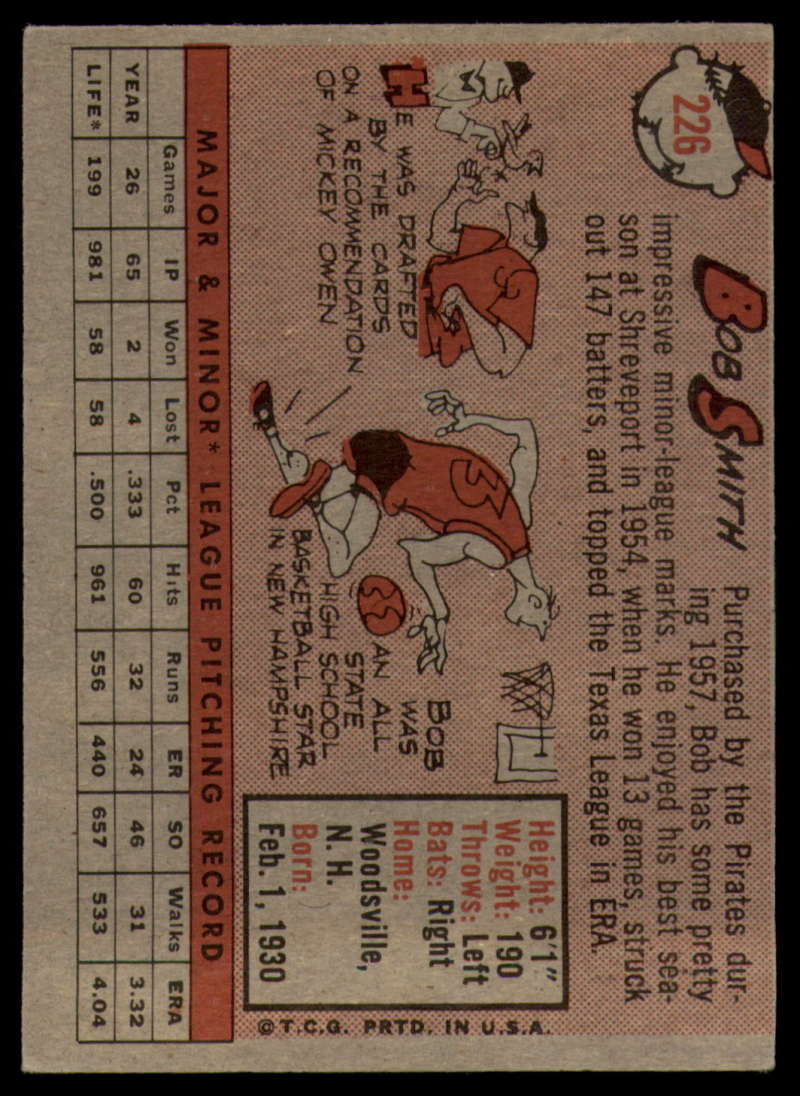 226
BOB SMITH
Purchased by the Pirates dur-
ing 1957, Bob has some pretty
impressive minor-league marks. He enjoyed his best sea-
son at Shreveport in 1954, when he won 13 games, struck
out 147 batters, and topped the Texas League in ERA.
HE WAS DRAFTED
BY THE CARDS
ON A RECOMMENDATION
OF MICKEY OWEN
3
BOB
WAS
AN ALL
STATE
HIGH SCHOOL
BASKETBALL STAR
IN NEW HAMPSHIRE
Height: 6'1"
Weight: 190
Throws: Left
Bats: Right
Home:
Woodsville,
N. H.
Born:
Feb. 1, 1930
©T.C.G. PRTD. IN U.S.A.
MAJOR & MINOR* LEAGUE PITCHING RECORD
Games IP Won Lost Pct Hits Runs ER SO Walks ERA
YEAR 26 65 2 4 .333 60 32 24 46 31 3.32
LIFE* 199 981 58 58 .500 961 556 440 657 533 4.04